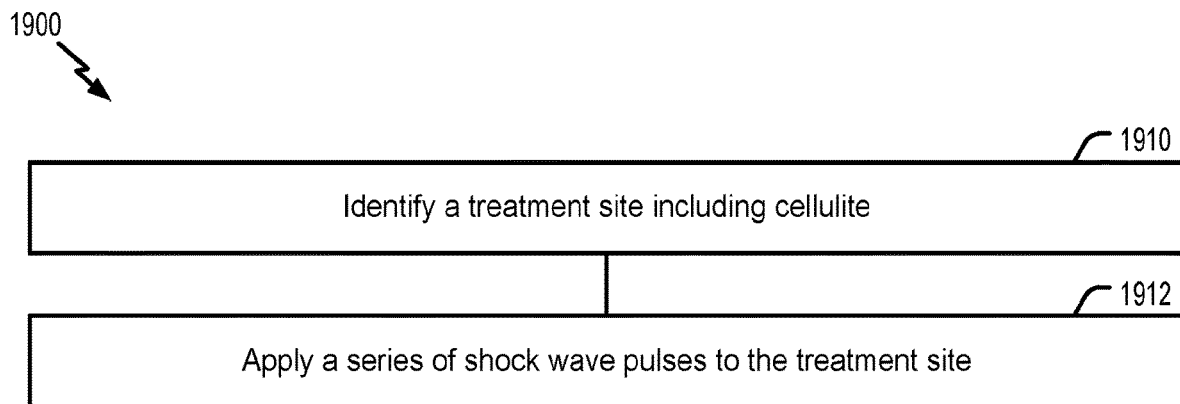 1900
1910
Identify a treatment site including cellulite
1912
Apply a series of shock wave pulses to the treatment site